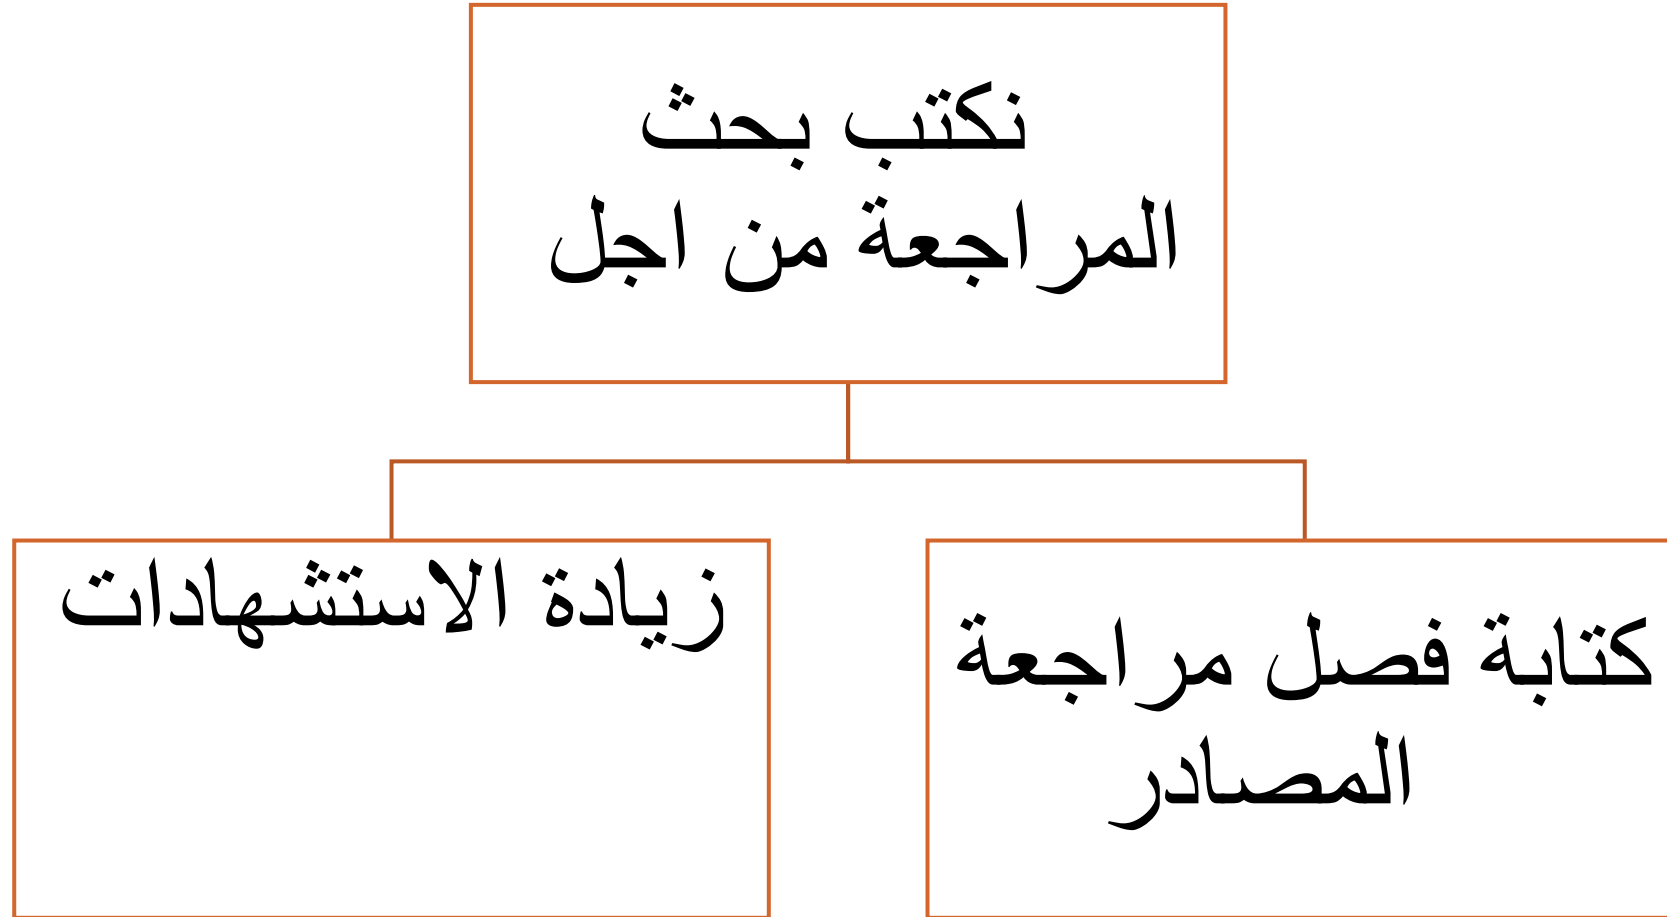 نكتب بحث
المراجعة من اجل
كتابة فصل مراجعة
المصادر
زيادة الاستشهادات